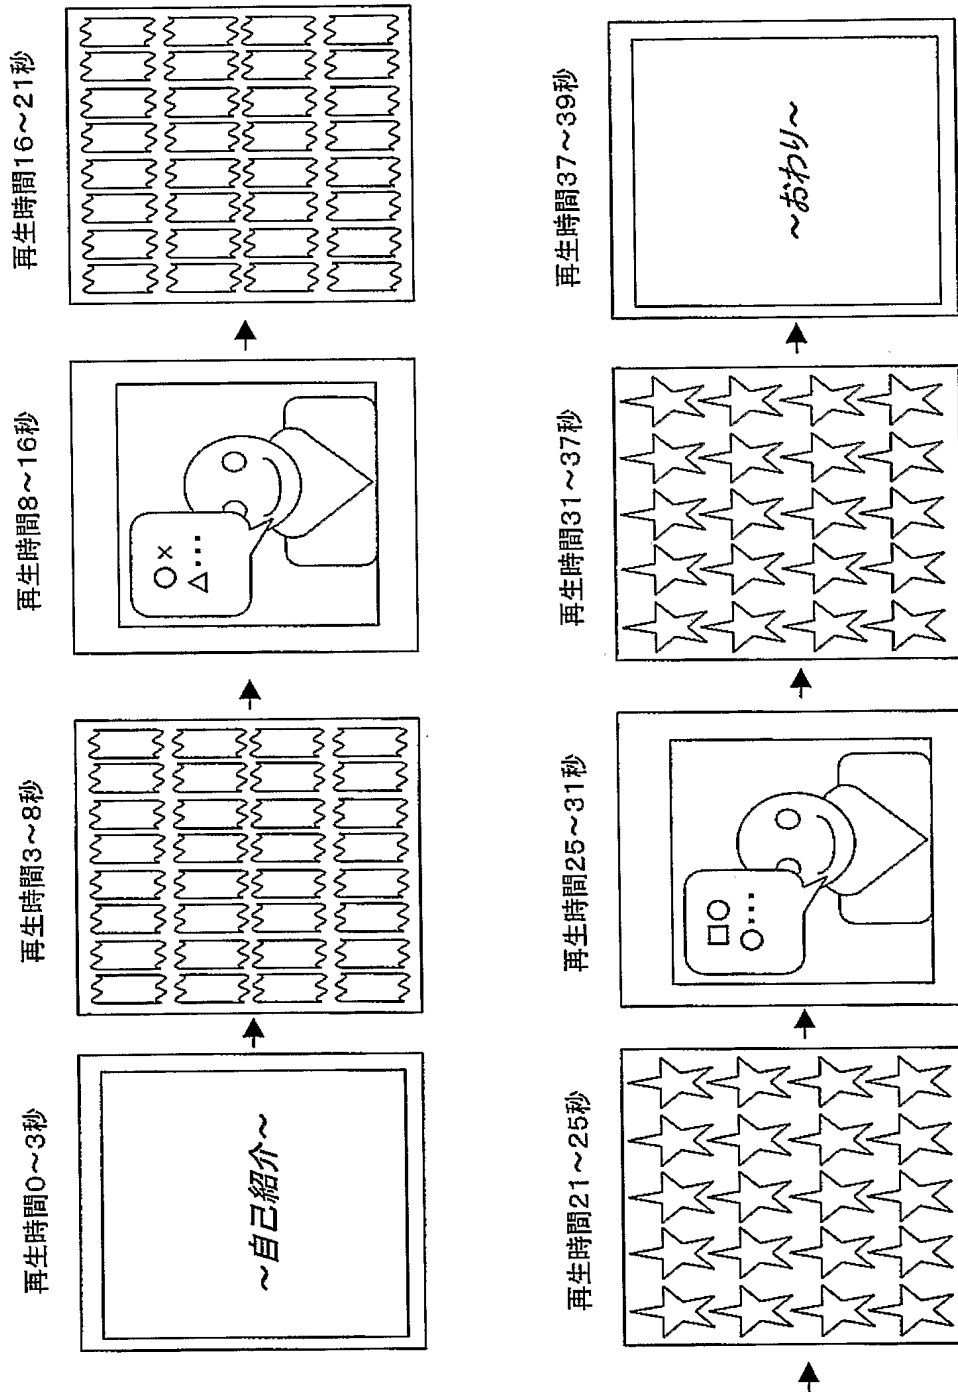 再生時間0～3秒
～自己紹介～
再生時間3～8秒
再生時間8～16秒
○×
△…
再生時間16～21秒
再生時間21～25秒
再生時間25～31秒
□○
○…
再生時間31～37秒
再生時間37～39秒
～おわり～